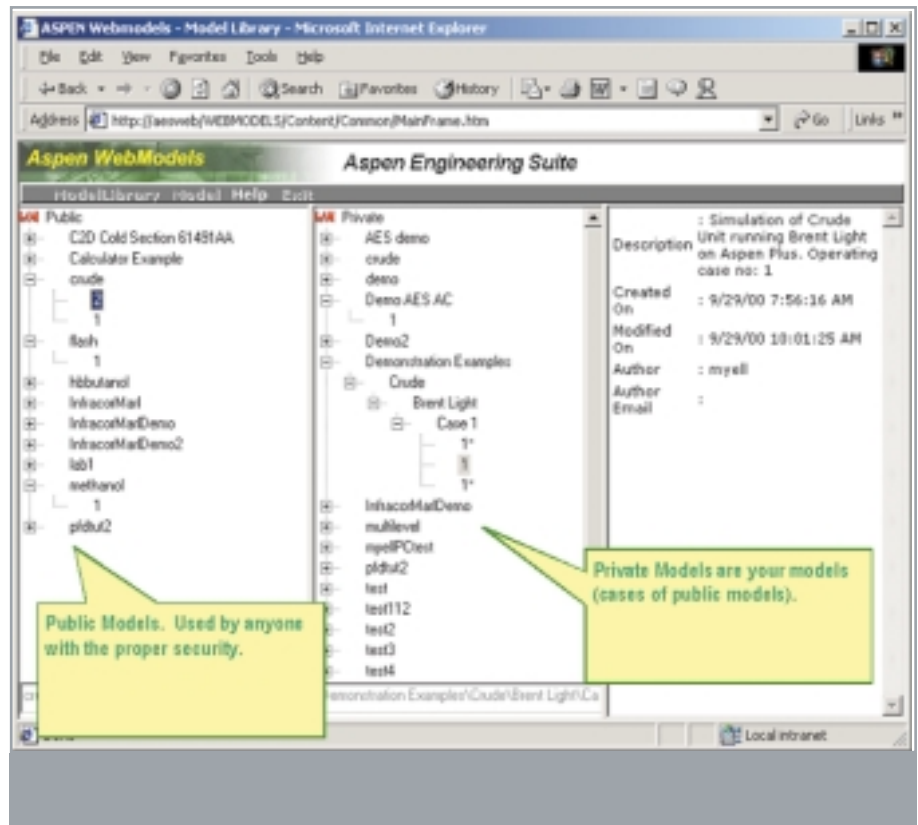 ASPEN Webmodels - Model Library - Microsoft Internet Explorer
File Edit View Favorites Tools Help
Back Search Favorites History
Address http://aesweb/WEBMODELS/Content/Common/MainFrame.htm Go Links »
Aspen WebModels
Aspen Engineering Suite
ModelLibrary Model Help Exit
Public
C2D Cold Section 61491AA
Calculator Example
crude
2
1
flash
1
hbbutanol
InfracorMarl
InfracorMarlDemo
InfracorMarlDemo2
lab1
methanol
1
pfdtut2
Private
AES demo
crude
demo
Demo AES AC
1
Demo2
Demonstration Examples
Crude
Brent Light
Case 1
1*
1
1*
InfracorMarlDemo
multilevel
myellPCtest
pfdtut2
test
test112
test2
test3
test4
Description : Simulation of Crude
Unit running Brent Light
on Aspen Plus. Operating
case no: 1
Created
On : 9/29/00 7:56:16 AM
Modified
On : 9/29/00 10:01:25 AM
Author : myell
Author
Email :
Public Models. Used by anyone
with the proper security.
Private Models are your models
(cases of public models).
emonstration Examples\Crude\Brent Light\Ca
Local intranet